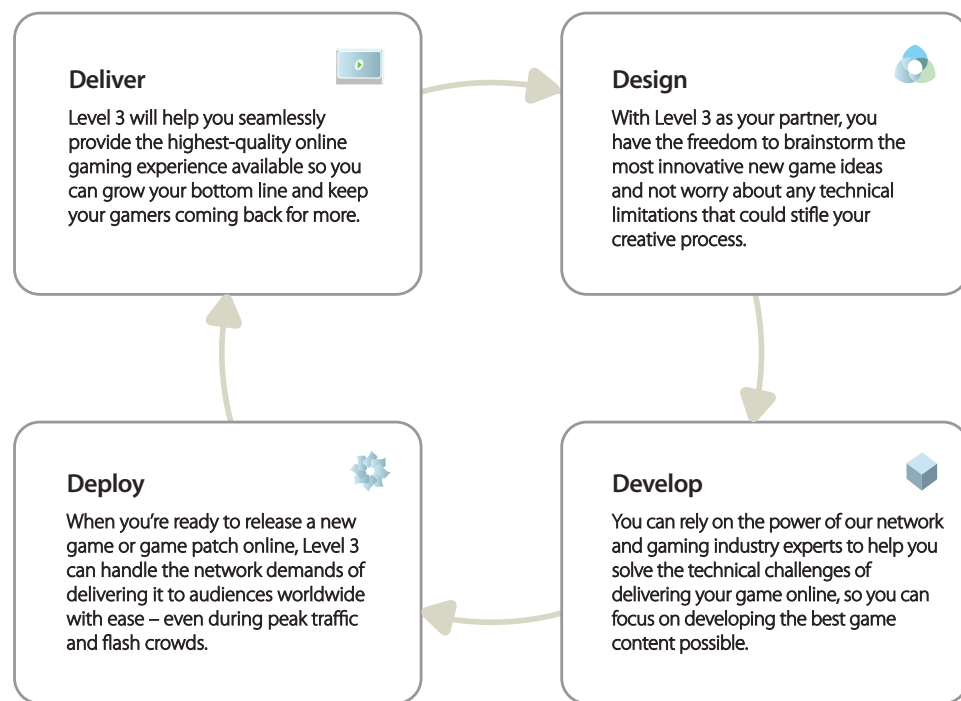 Deliver
Level 3 will help you seamlessly
provide the highest-quality online
gaming experience available so you
can grow your bottom line and keep
your gamers coming back for more.
Design
With Level 3 as your partner, you
have the freedom to brainstorm the
most innovative new game ideas
and not worry about any technical
limitations that could stifle your
creative process.
Deploy
When you're ready to release a new
game or game patch online, Level 3
can handle the network demands of
delivering it to audiences worldwide
with ease – even during peak traffic
and flash crowds.
Develop
You can rely on the power of our network
and gaming industry experts to help you
solve the technical challenges of
delivering your game online, so you can
focus on developing the best game
content possible.